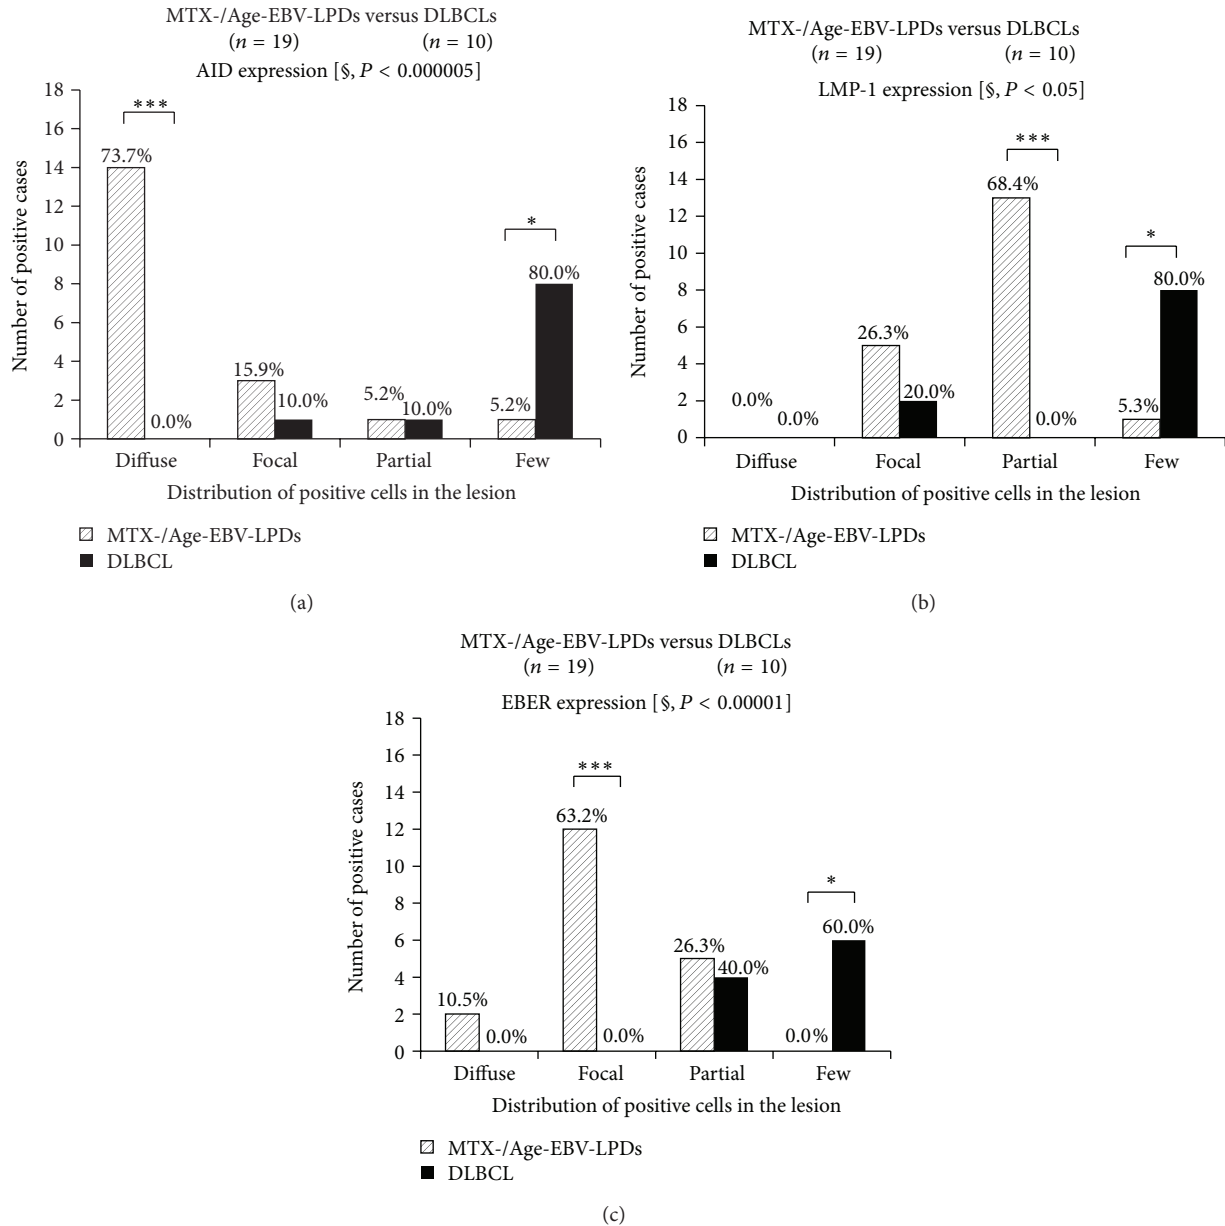 MTX-/Age-EBV-LPDs versus DLBCLs
(n = 19) (n = 10)
AID expression [§, P < 0.000005]
Number of positive cases
18
16
14
12
10
8
6
4
2
0
***
73.7%
0.0%
15.9%
10.0%
5.2%
10.0%
5.2%
*
80.0%
Diffuse Focal Partial Few
Distribution of positive cells in the lesion
MTX-/Age-EBV-LPDs
DLBCL
(a)
MTX-/Age-EBV-LPDs versus DLBCLs
(n = 19) (n = 10)
LMP-1 expression [§, P < 0.05]
Number of positive cases
18
16
14
12
10
8
6
4
2
0
0.0%
0.0%
26.3%
20.0%
***
68.4%
0.0%
5.3%
*
80.0%
Diffuse Focal Partial Few
Distribution of positive cells in the lesion
MTX-/Age-EBV-LPDs
DLBCL
(b)
MTX-/Age-EBV-LPDs versus DLBCLs
(n = 19) (n = 10)
EBER expression [§, P < 0.00001]
Number of positive cases
18
16
14
12
10
8
6
4
2
0
10.5%
0.0%
***
63.2%
0.0%
26.3%
40.0%
0.0%
*
60.0%
Diffuse Focal Partial Few
Distribution of positive cells in the lesion
MTX-/Age-EBV-LPDs
DLBCL
(c)